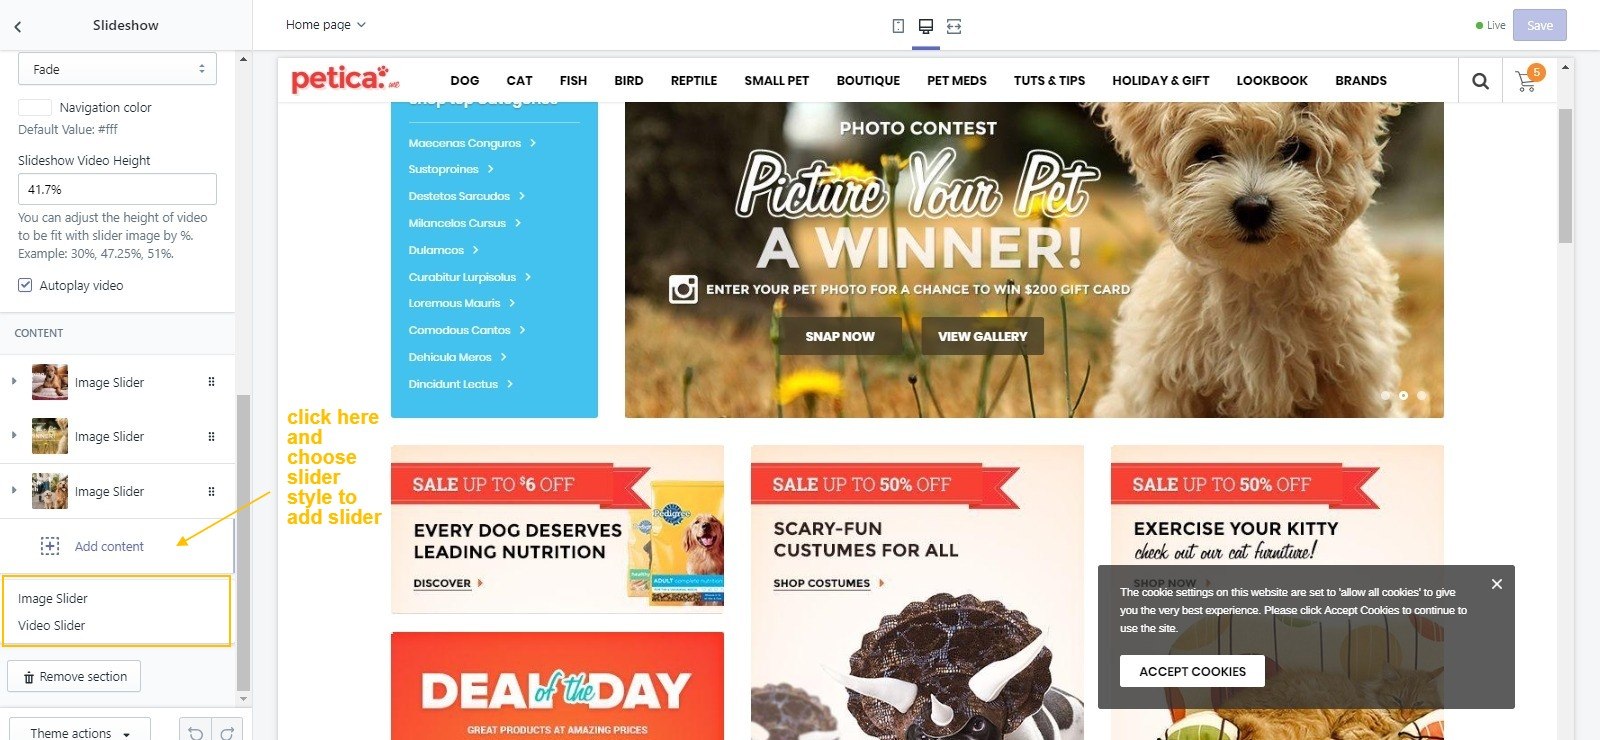 Slideshow
Home page
Live
Save
Fade
Navigation color
Default Value: #fff
Slideshow Video Height
41.7%
You can adjust the height of video
to be fit with slider image by %.
Example: 30%, 47.25%, 51%.
Autoplay video
CONTENT
Image Slider
Image Slider
Image Slider
Add content
Image Slider
Video Slider
Remove section
Theme actions
click here
and
choose
slider
style to
add slider
petica.me
DOG CAT FISH BIRD REPTILE SMALL PET BOUTIQUE PET MEDS TUTS & TIPS HOLIDAY & GIFT LOOKBOOK BRANDS
5
Shop top Categories
Maecenas Conguros
Sustoproines
Destetos Sarcudos
Milancelos Cursus
Dulamcos
Curabitur Lurpisolus
Loremous Mauris
Comodous Cantos
Dehicula Meros
Dincidunt Lectus
PHOTO CONTEST
Picture Your Pet
A WINNER!
ENTER YOUR PET PHOTO FOR A CHANCE TO WIN $200 GIFT CARD
SNAP NOW
VIEW GALLERY
SALE UP TO $6 OFF
EVERY DOG DESERVES
LEADING NUTRITION
DISCOVER
Pedigree
ADULT complete nutrition
DEAL of the DAY
GREAT PRODUCTS AT AMAZING PRICES
SALE UP TO 50% OFF
SCARY-FUN
CUSTUMES FOR ALL
SHOP COSTUMES
SALE UP TO 50% OFF
EXERCISE YOUR KITTY
check out our cat furniture!
SHOP NOW
The cookie settings on this website are set to 'allow all cookies' to give
you the very best experience. Please click Accept Cookies to continue to
use the site.
ACCEPT COOKIES